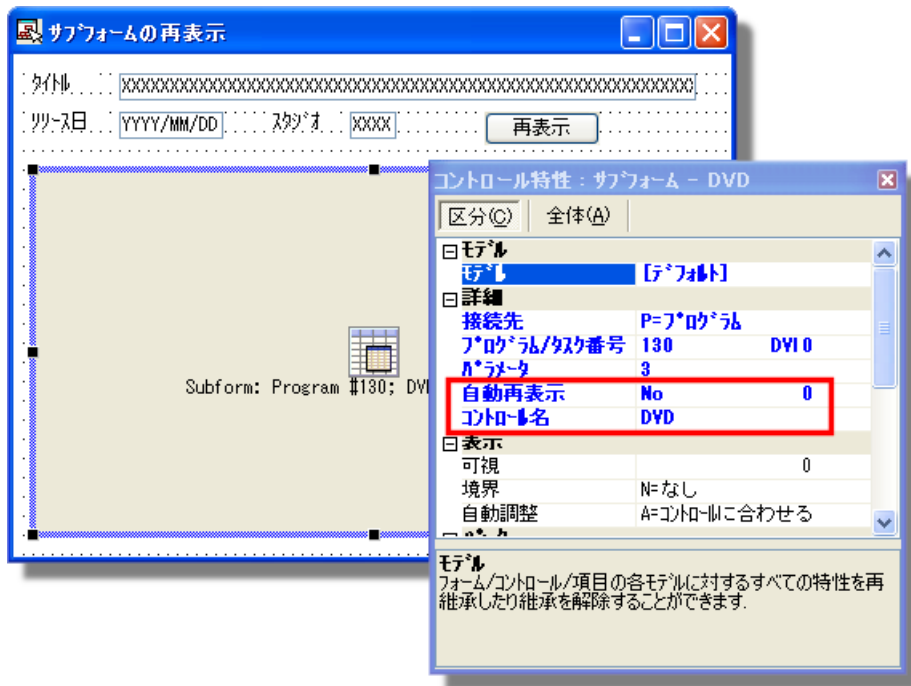 サブフォームの再表示
タイトル XXXXXXXXXXXXXXXXXXXXXXXXXXXXXXXXXXXXXXXXXXXXXXXXXXXXXXXXXXXX
リリース日 YYYY/MM/DD スタジオ XXXX 再表示
Subform: Program #130; DV
コントロール特性:サブフォーム - DVD
区分(C) 全体(A)
モデル
モデル [デフォルト]
詳細
接続先 P=プログラム
プログラム/タスク番号 130 DVI 0
パラメータ 3
自動再表示 No 0
コントロール名 DVD
表示
可視 0
境界 N=なし
自動調整 A=コントロールに合わせる
モデル
フォーム/コントロール/項目の各モデルに対するすべての特性を再
継承したり継承を解除することができます.